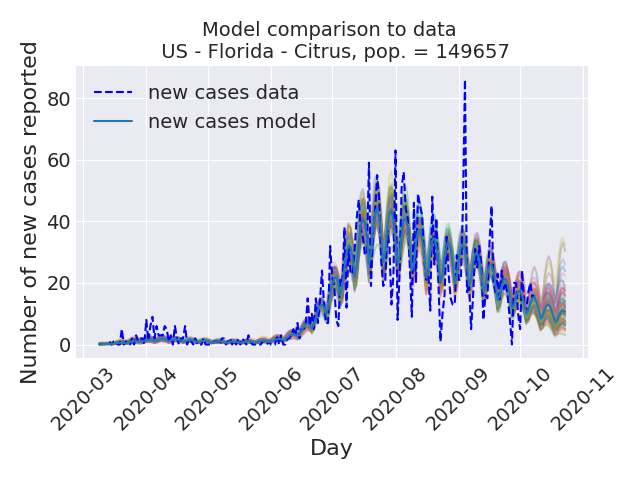 Model comparison to data
US - Florida - Citrus, pop. = 149657
Number of new cases reported
new cases data
new cases model
80
60
40
20
0
2020-03
2020-04
2020-05
2020-06
2020-07
2020-08
2020-09
2020-10
2020-11
Day